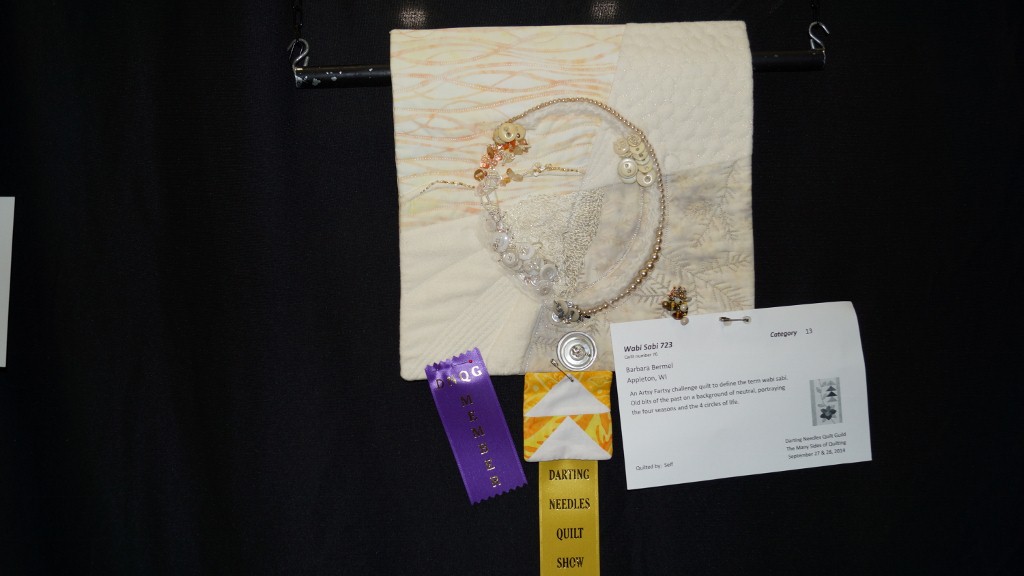 Category 13
Wabi Sabi 723
Quilt number 70
Barbara Bermel
Appleton, WI
An Artsy Fartsy challenge quilt to define the term wabi sabi.
Old bits of the past on a background of neutral, portraying
the four seasons and the 4 circles of life.
Darting Needles Quilt Guild
The Many Sides of Quilting
September 27 & 28, 2014
Quilted by: Self
DNQG
MEMBER
DARTING
NEEDLES
QUILT
SHOW